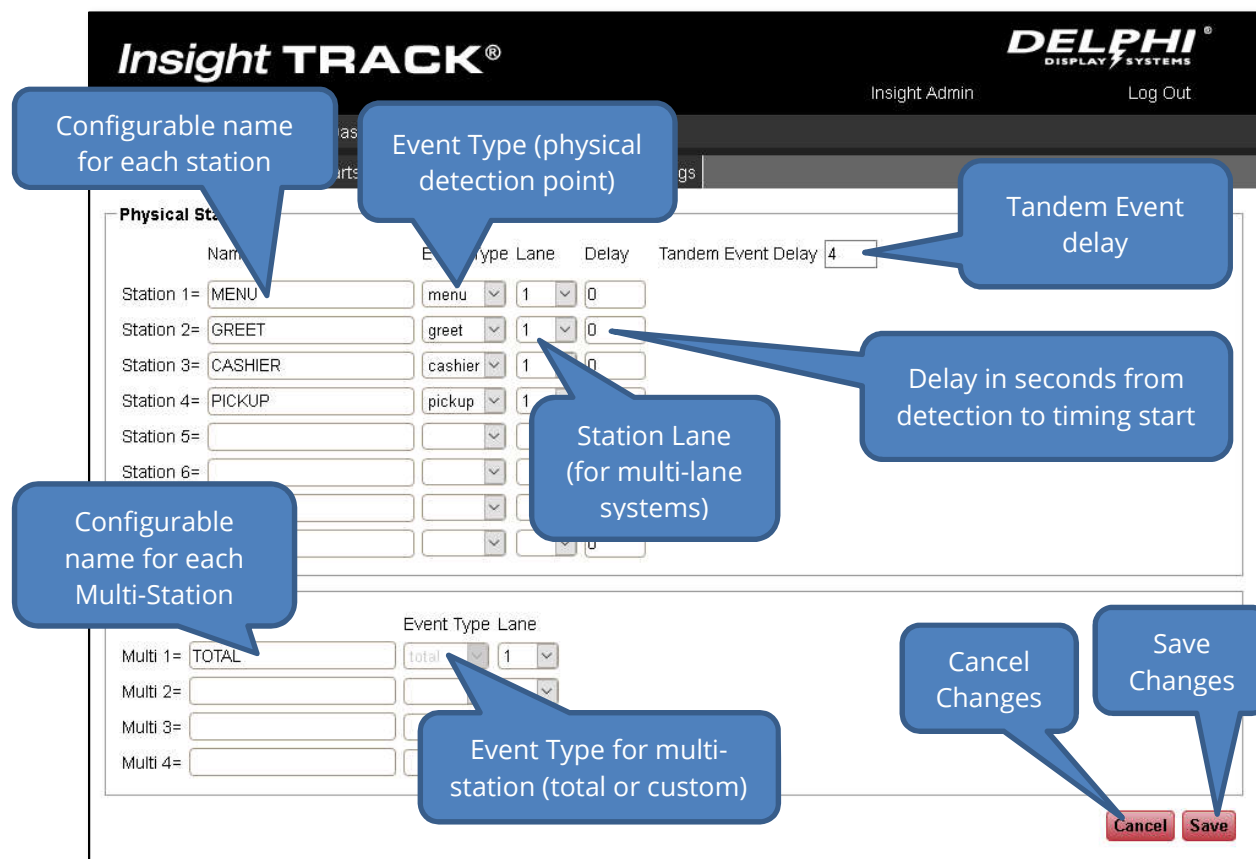 Insight TRACK®
DELPHI®
DISPLAY SYSTEMS
Insight Admin Log Out
Configurable name
for each station
Event Type (physical
detection point)
Tandem Event
delay
Physical
Lane Delay Tandem Event Delay 4
Station 1= MENU menu 1 0
Station 2= GREET greet 1 0
Station 3= CASHIER cashier 1 0
Station 4= PICKUP pickup 1
Station 5=
Station 6=
Delay in seconds from
detection to timing start
Station Lane
(for multi-lane
systems)
Configurable
name for each
Multi-Station
0
Event Type Lane
Multi 1= TOTAL total 1
Multi 2=
Multi 3=
Multi 4=
Event Type for multi-
station (total or custom)
Cancel
Changes
Save
Changes
Cancel Save